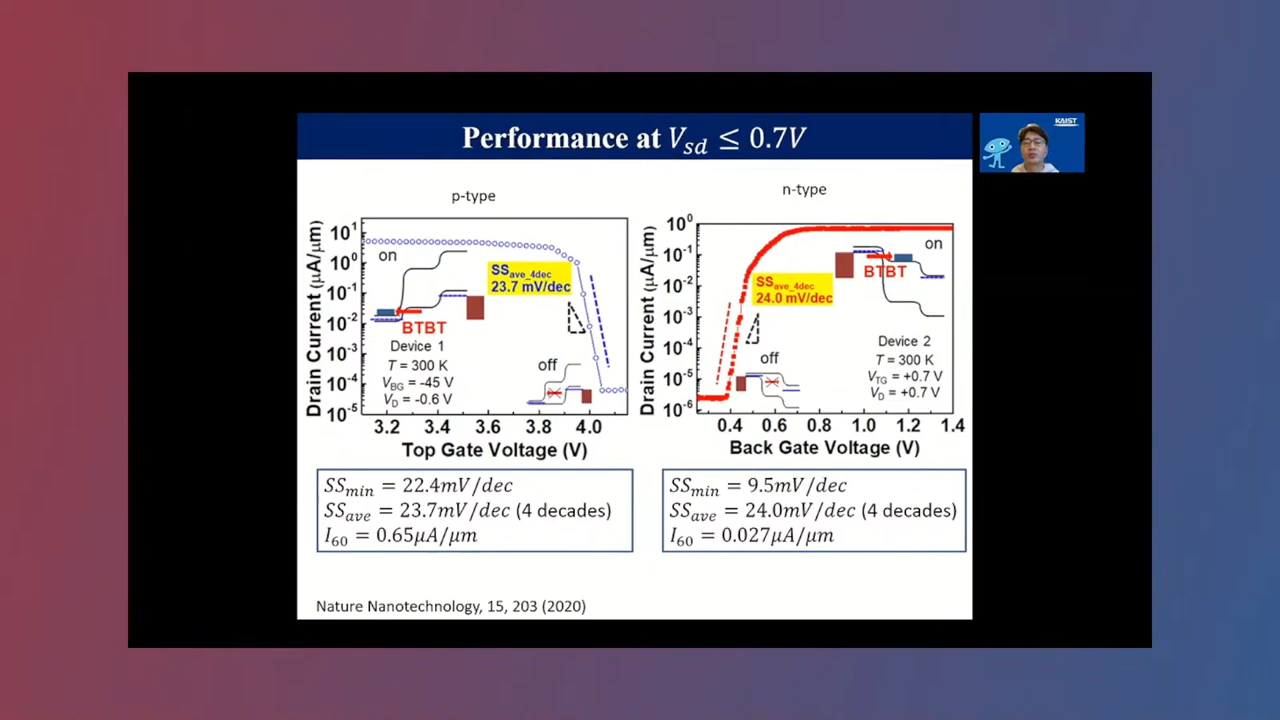 Performance at V_sd ≤ 0.7V
KAIST
p-type
n-type
Drain Current (μA/μm)
10^1
10^0
10^-1
10^-2
10^-3
10^-4
10^-5
on
SS_ave_4dec
23.7 mV/dec
BTBT
Device 1
T = 300 K
V_BG = -45 V
V_D = -0.6 V
off
3.2 3.4 3.6 3.8 4.0
Top Gate Voltage (V)
Drain Current (μA/μm)
10^0
10^-1
10^-2
10^-3
10^-4
10^-5
10^-6
on
BTBT
SS_ave_4dec
24.0 mV/dec
off
Device 2
T = 300 K
V_TG = +0.7 V
V_D = +0.7 V
0.4 0.6 0.8 1.0 1.2 1.4
Back Gate Voltage (V)
SS_min = 22.4mV/dec
SS_ave = 23.7mV/dec (4 decades)
I_60 = 0.65μA/μm
SS_min = 9.5mV/dec
SS_ave = 24.0mV/dec (4 decades)
I_60 = 0.027μA/μm
Nature Nanotechnology, 15, 203 (2020)